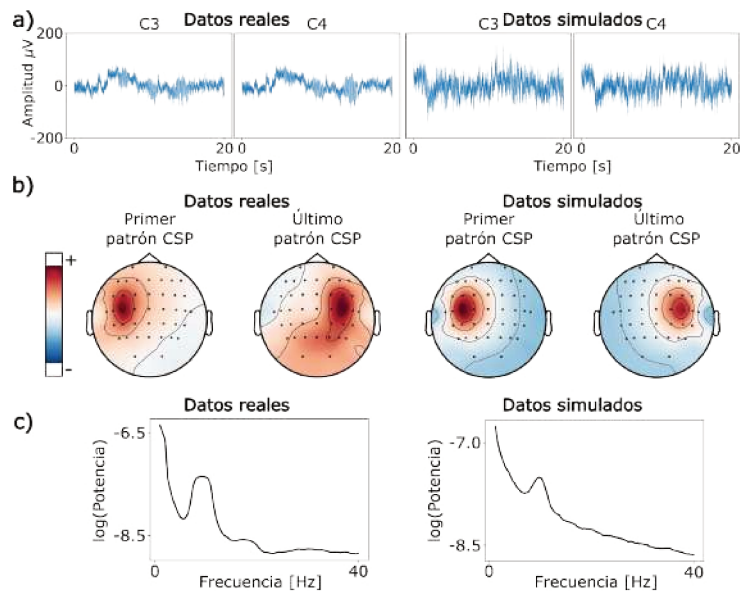 a) Datos reales Datos simulados
C3 C4 C3 C4
Amplitud µV
200
0
-200
0 20 0 20 0 20
Tiempo [s] Tiempo [s]
b) Datos reales Datos simulados
Primer patrón CSP
Último patrón CSP
Primer patrón CSP
Último patrón CSP
+
-
c) Datos reales Datos simulados
log(Potencia)
-6.5
-8.5
0 40
Frecuencia [Hz]
log(Potencia)
-7.0
-8.5
0 40
Frecuencia [Hz]